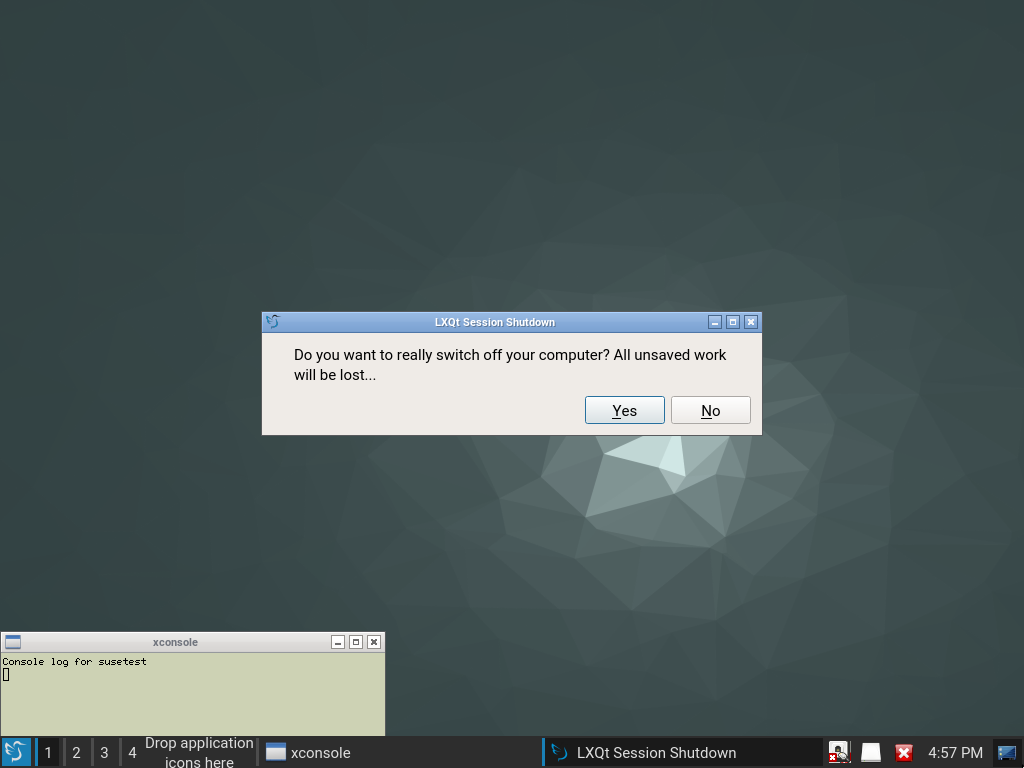 LXQt Session Shutdown
Do you want to really switch off your computer? All unsaved work
will be lost...
Yes
No
xconsole
Console log for susetest
1
2
3
4
Drop application
icons here
xconsole
LXQt Session Shutdown
4:57 PM